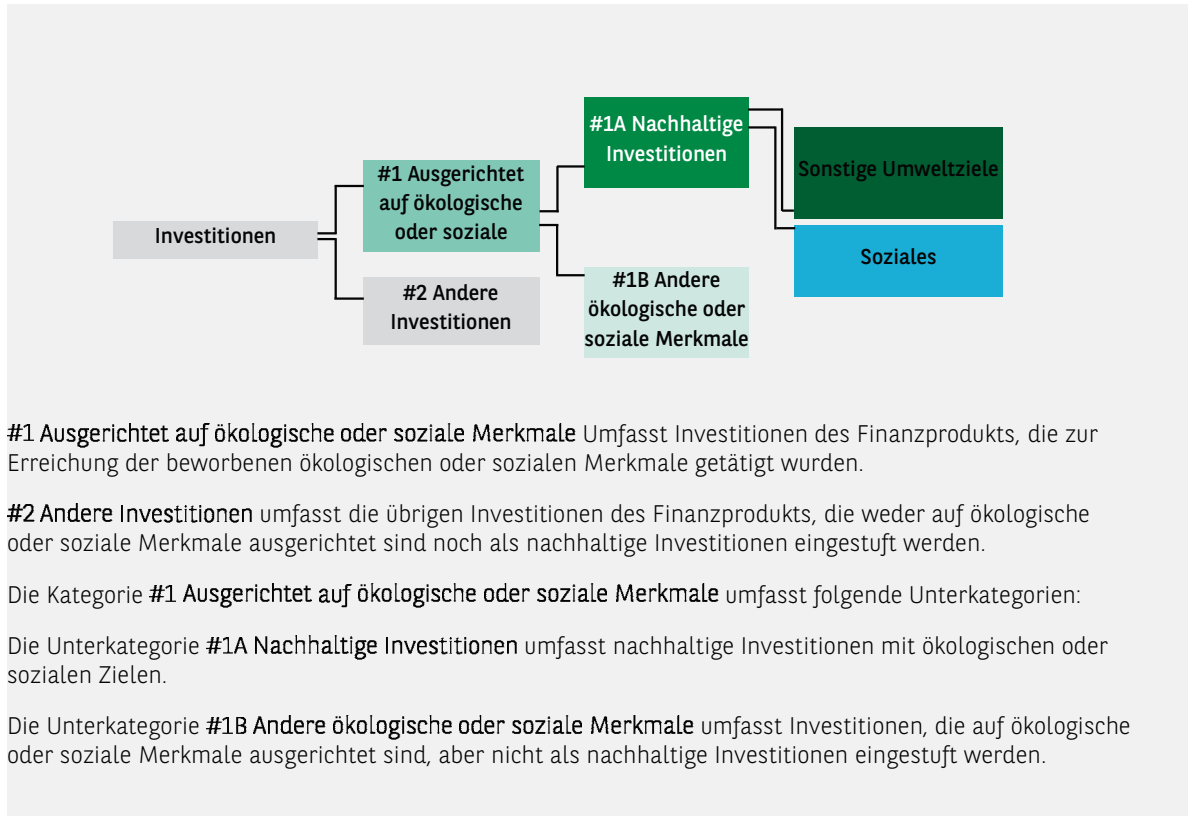 #1A Nachhaltige
Investitionen
Sonstige Umweltziele
#1 Ausgerichtet
auf ökologische
oder soziale
Investitionen
Soziales
#2 Andere
Investitionen
#1B Andere
ökologische oder
soziale Merkmale
#1 Ausgerichtet auf ökologische oder soziale Merkmale Umfasst Investitionen des Finanzprodukts, die zur
Erreichung der beworbenen ökologischen oder sozialen Merkmale getätigt wurden.
#2 Andere Investitionen umfasst die übrigen Investitionen des Finanzprodukts, die weder auf ökologische
oder soziale Merkmale ausgerichtet sind noch als nachhaltige Investitionen eingestuft werden.
Die Kategorie #1 Ausgerichtet auf ökologische oder soziale Merkmale umfasst folgende Unterkategorien:
Die Unterkategorie #1A Nachhaltige Investitionen umfasst nachhaltige Investitionen mit ökologischen oder
sozialen Zielen.
Die Unterkategorie #1B Andere ökologische oder soziale Merkmale umfasst Investitionen, die auf ökologische
oder soziale Merkmale ausgerichtet sind, aber nicht als nachhaltige Investitionen eingestuft werden.